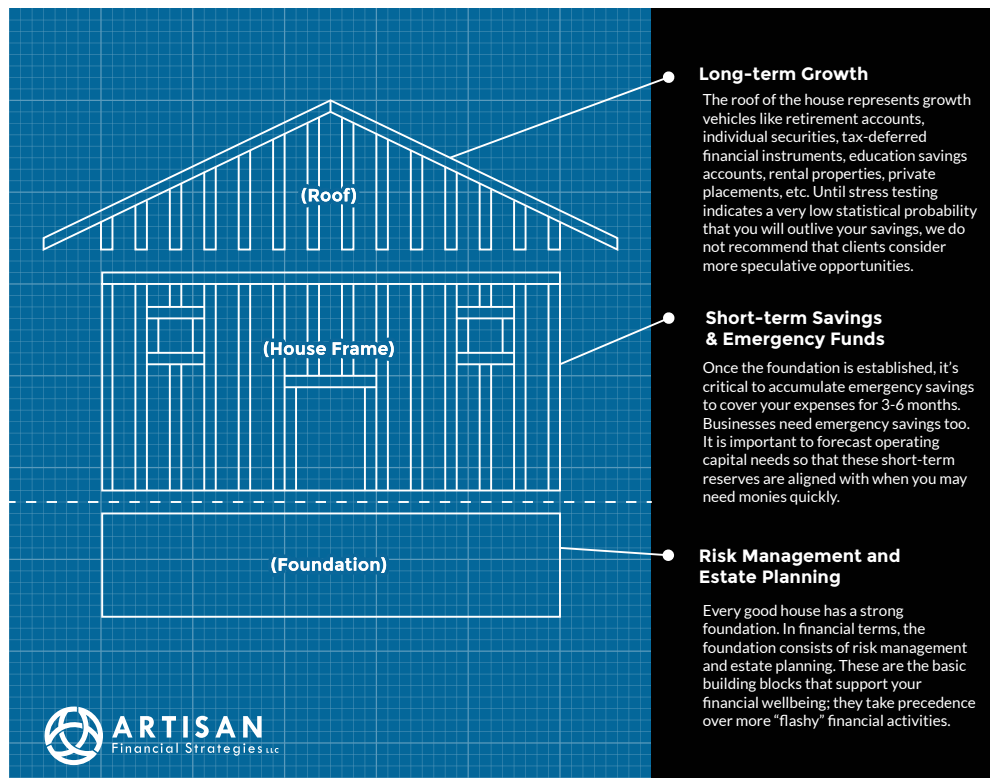 Long-term Growth
The roof of the house represents growth
vehicles like retirement accounts,
individual securities, tax-deferred
financial instruments, education savings
accounts, rental properties, private
placements, etc. Until stress testing
indicates a very low statistical probability
that you will outlive your savings, we do
not recommend that clients consider
more speculative opportunities.
(Roof)
Short-term Savings
& Emergency Funds
(House Frame)
Once the foundation is established, it’s
critical to accumulate emergency savings
to cover your expenses for 3-6 months.
Businesses need emergency savings too.
It is important to forecast operating
capital needs so that these short-term
reserves are aligned with when you may
need monies quickly.
(Foundation)
Risk Management and
Estate Planning
Every good house has a strong
foundation. In financial terms, the
foundation consists of risk management
and estate planning. These are the basic
building blocks that support your
financial wellbeing; they take precedence
over more “flashy” financial activities.
ARTISAN
Financial Strategies LLC